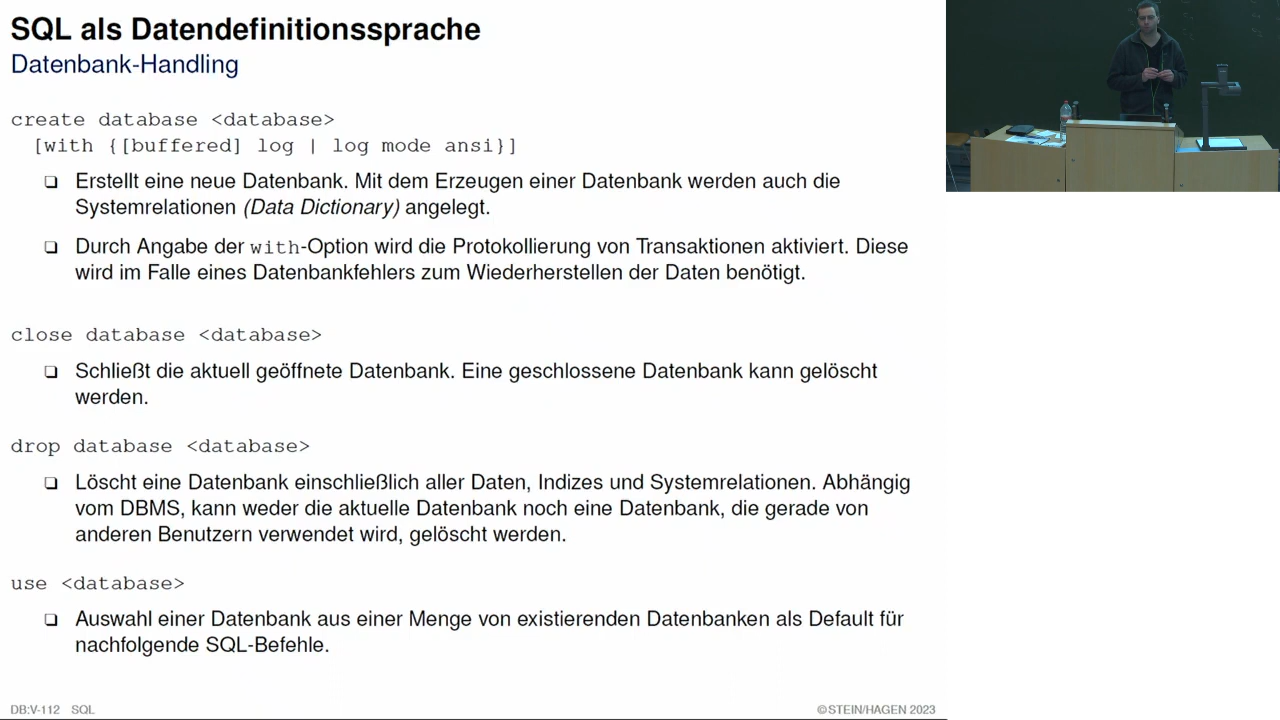 SQL als Datendefinitionssprache
Datenbank-Handling
create database <database>
[with {[buffered] log | log mode ansi}]
❑ Erstellt eine neue Datenbank. Mit dem Erzeugen einer Datenbank werden auch die
Systemrelationen (Data Dictionary) angelegt.
❑ Durch Angabe der with-Option wird die Protokollierung von Transaktionen aktiviert. Diese
wird im Falle eines Datenbankfehlers zum Wiederherstellen der Daten benötigt.
close database <database>
❑ Schließt die aktuell geöffnete Datenbank. Eine geschlossene Datenbank kann gelöscht
werden.
drop database <database>
❑ Löscht eine Datenbank einschließlich aller Daten, Indizes und Systemrelationen. Abhängig
vom DBMS, kann weder die aktuelle Datenbank noch eine Datenbank, die gerade von
anderen Benutzern verwendet wird, gelöscht werden.
use <database>
❑ Auswahl einer Datenbank aus einer Menge von existierenden Datenbanken als Default für
nachfolgende SQL-Befehle.
DB:V-112 SQL
©STEIN/HAGEN 2023